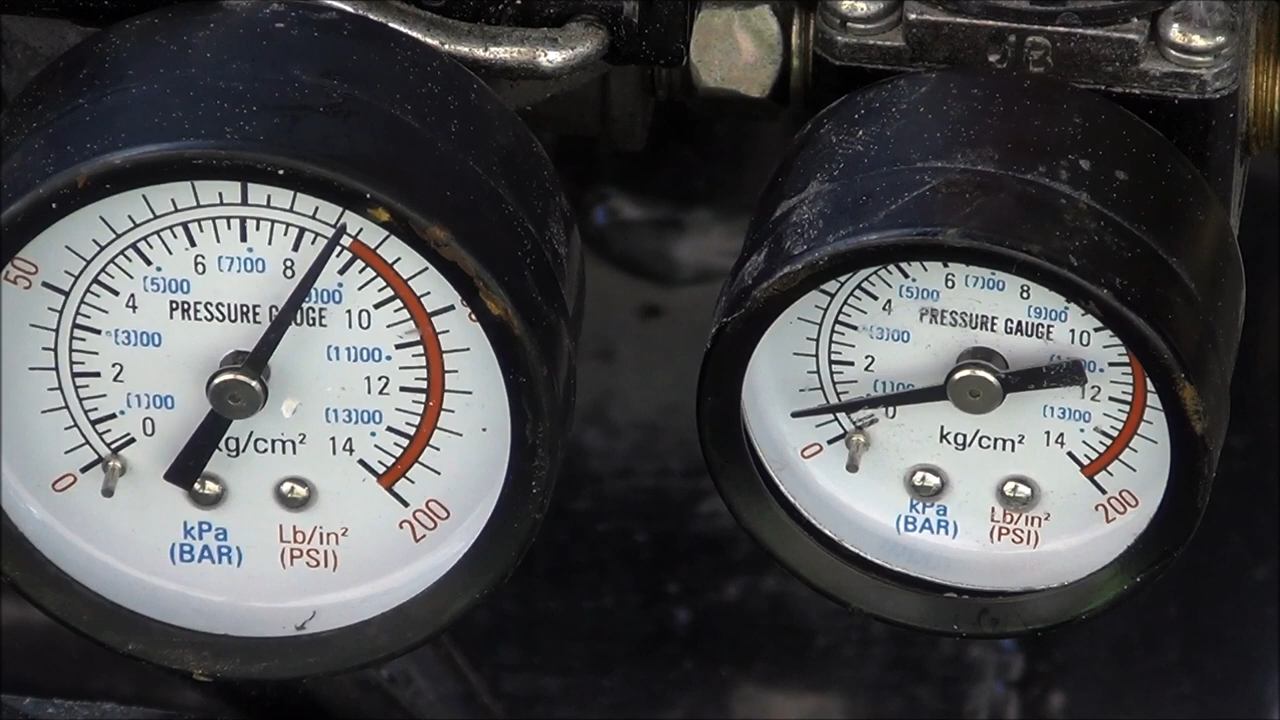 JB
50
6 (7)00 8
(5)00
4
PRESSURE GAUGE
10
(3)00
(11)00
2
12
(1)00
(13)00
0
kg/cm²
14
0
200
kPa
(BAR)
Lb/in²
(PSI)
6 (7)00 8
(5)00
4
(9)00
PRESSURE GAUGE
10
(3)00
2
12
(13)00
0
kg/cm²
14
0
200
kPa
(BAR)
Lb/in²
(PSI)